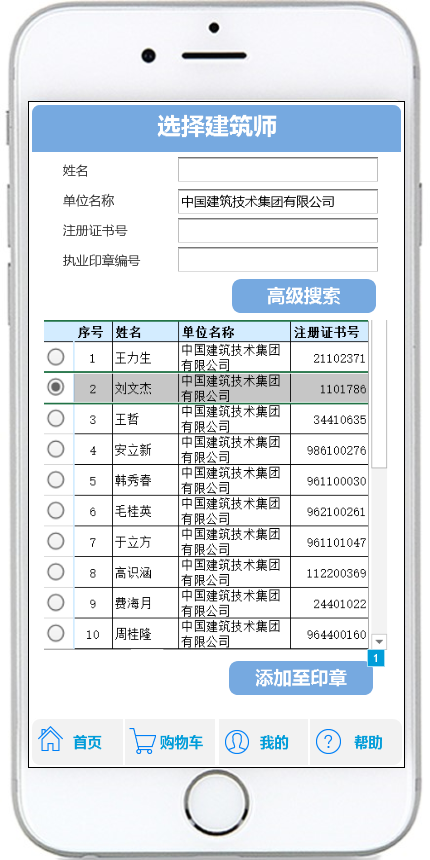 选择建筑师
姓名
单位名称 中国建筑技术集团有限公司
注册证书号
执业印章编号
高级搜索
序号 姓名 单位名称 注册证书号
1 王力生 中国建筑技术集团
有限公司 21102371
2 刘文杰 中国建筑技术集团
有限公司 1101786
3 王哲 中国建筑技术集团
有限公司 34410635
4 安立新 中国建筑技术集团
有限公司 986100276
5 韩秀春 中国建筑技术集团
有限公司 961100030
6 毛桂英 中国建筑技术集团
有限公司 962100261
7 于立方 中国建筑技术集团
有限公司 961101047
8 高识涵 中国建筑技术集团
有限公司 112200369
9 费海月 中国建筑技术集团
有限公司 24401022
10 周桂隆 中国建筑技术集团
有限公司 964400160
1
添加至印章
首页 购物车 我的 ? 帮助